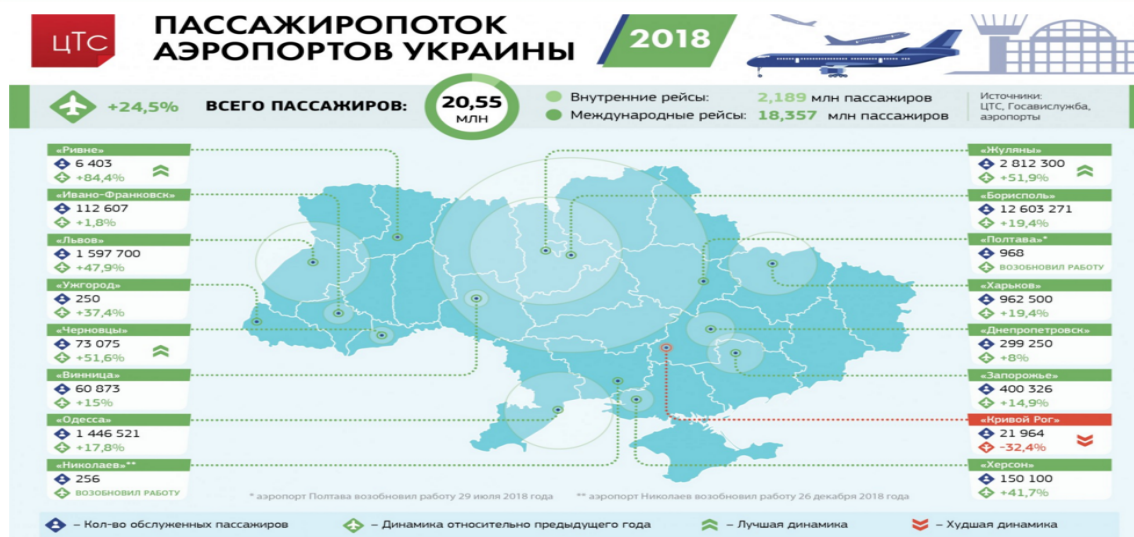 цТс
ПАССАЖИРОПОТОК
АЭРОПОРТОВ УКРАИНЫ
2018
+24,5%
ВСЕГО ПАССАЖИРОВ:
20,55
МЛН
Внутренние рейсы: 2,189 млн пассажиров
Международные рейсы: 18,357 млн пассажиров
Источники:
ЦТС, Госавислужба,
аэропорты
«Ривне»
6 403
+84,4%
«Ивано-Франковск»
112 607
+1,8%
«Львов»
1 597 700
+47,9%
«Ужгород»
250
+37,4%
«Черновцы»
73 075
+51,6%
«Винница»
60 873
+15%
«Одесса»
1 446 521
+17,8%
«Николаев»**
256
ВОЗОБНОВИЛ РАБОТУ
«Жуляны»
2 812 300
+51,9%
«Борисполь»
12 603 271
+19,4%
«Полтава»*
968
ВОЗОБНОВИЛ РАБОТУ
«Харьков»
962 500
+19,4%
«Днепропетровск»
299 250
+8%
«Запорожье»
400 326
+14,9%
«Кривой Рог»
21 964
-32,4%
«Херсон»
150 100
+41,7%
* аэропорт Полтава возобновил работу 29 июля 2018 года
** аэропорт Николаев возобновил работу 26 декабря 2018 года
– Кол-во обслуженных пассажиров
– Динамика относительно предыдущего года
– Лучшая динамика
– Худшая динамика